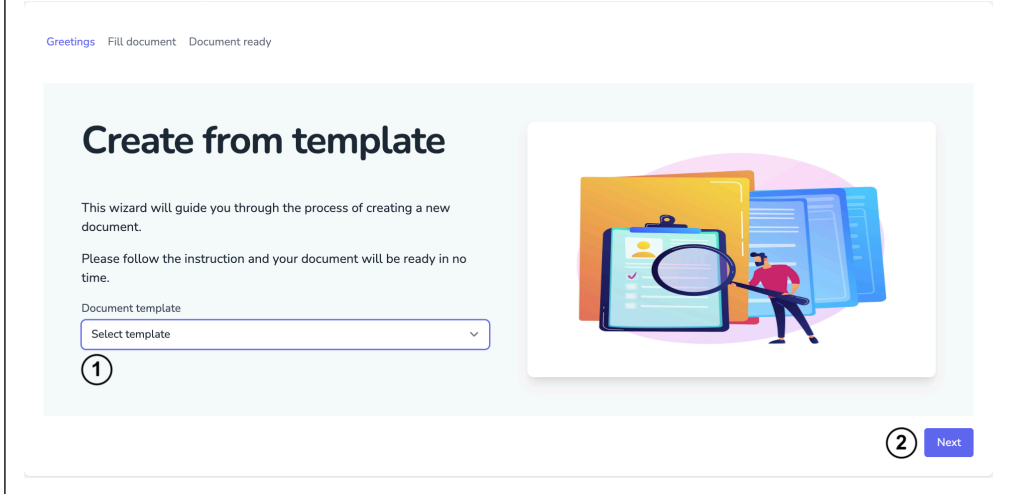 Greetings Fill document Document ready
Create from template
This wizard will guide you through the process of creating a new
document.
Please follow the instruction and your document will be ready in no
time.
Document template
Select template
1
2 Next